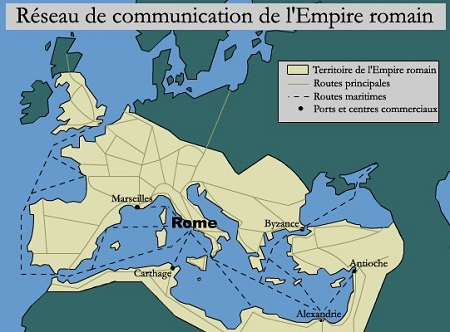 Réseau de communication de l'Empire romain
Territoire de l'Empire romain
Routes principales
Routes maritimes
Ports et centres commerciaux
Marseilles
Rome
Byzance
Antioche
Carthage
Alexandrie